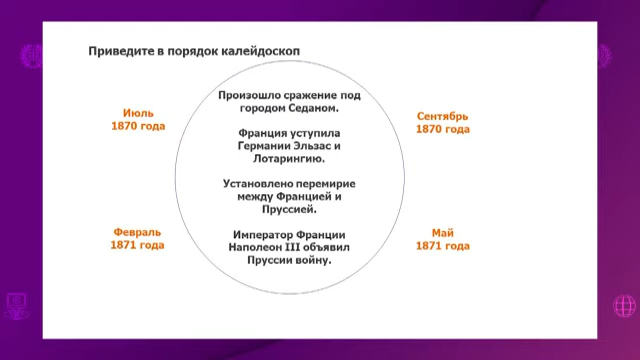 Приведите в порядок калейдоскоп
Июль
1870 года
Произошло сражение под
городом Седаном.
Франция уступила
Германии Эльзас и
Лотарингию.
Установлено перемирие
между Францией и
Пруссией.
Император Франции
Наполеон III объявил
Пруссии войну.
Сентябрь
1870 года
Февраль
1871 года
Май
1871 года